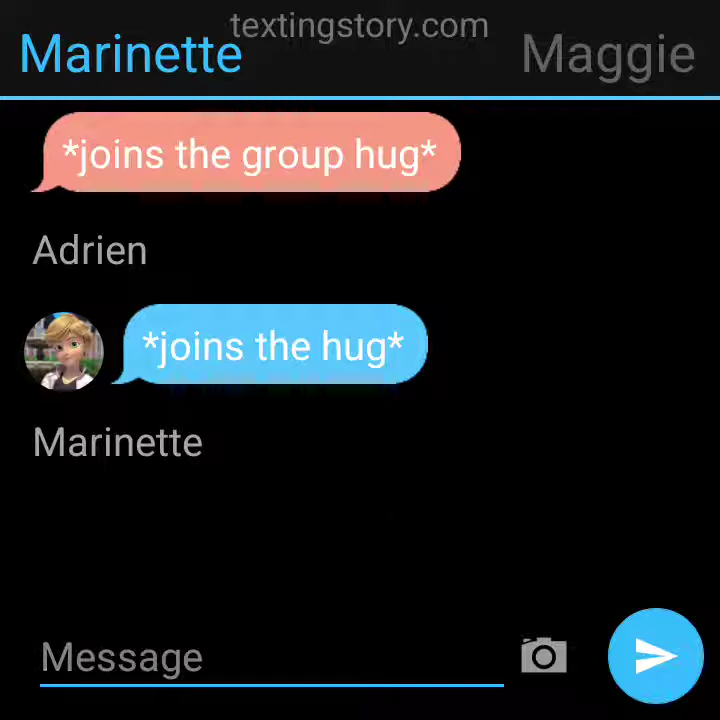 textingstory.com
Marinette Maggie
*joins the group hug*
Adrien
*joins the hug*
Marinette
Message